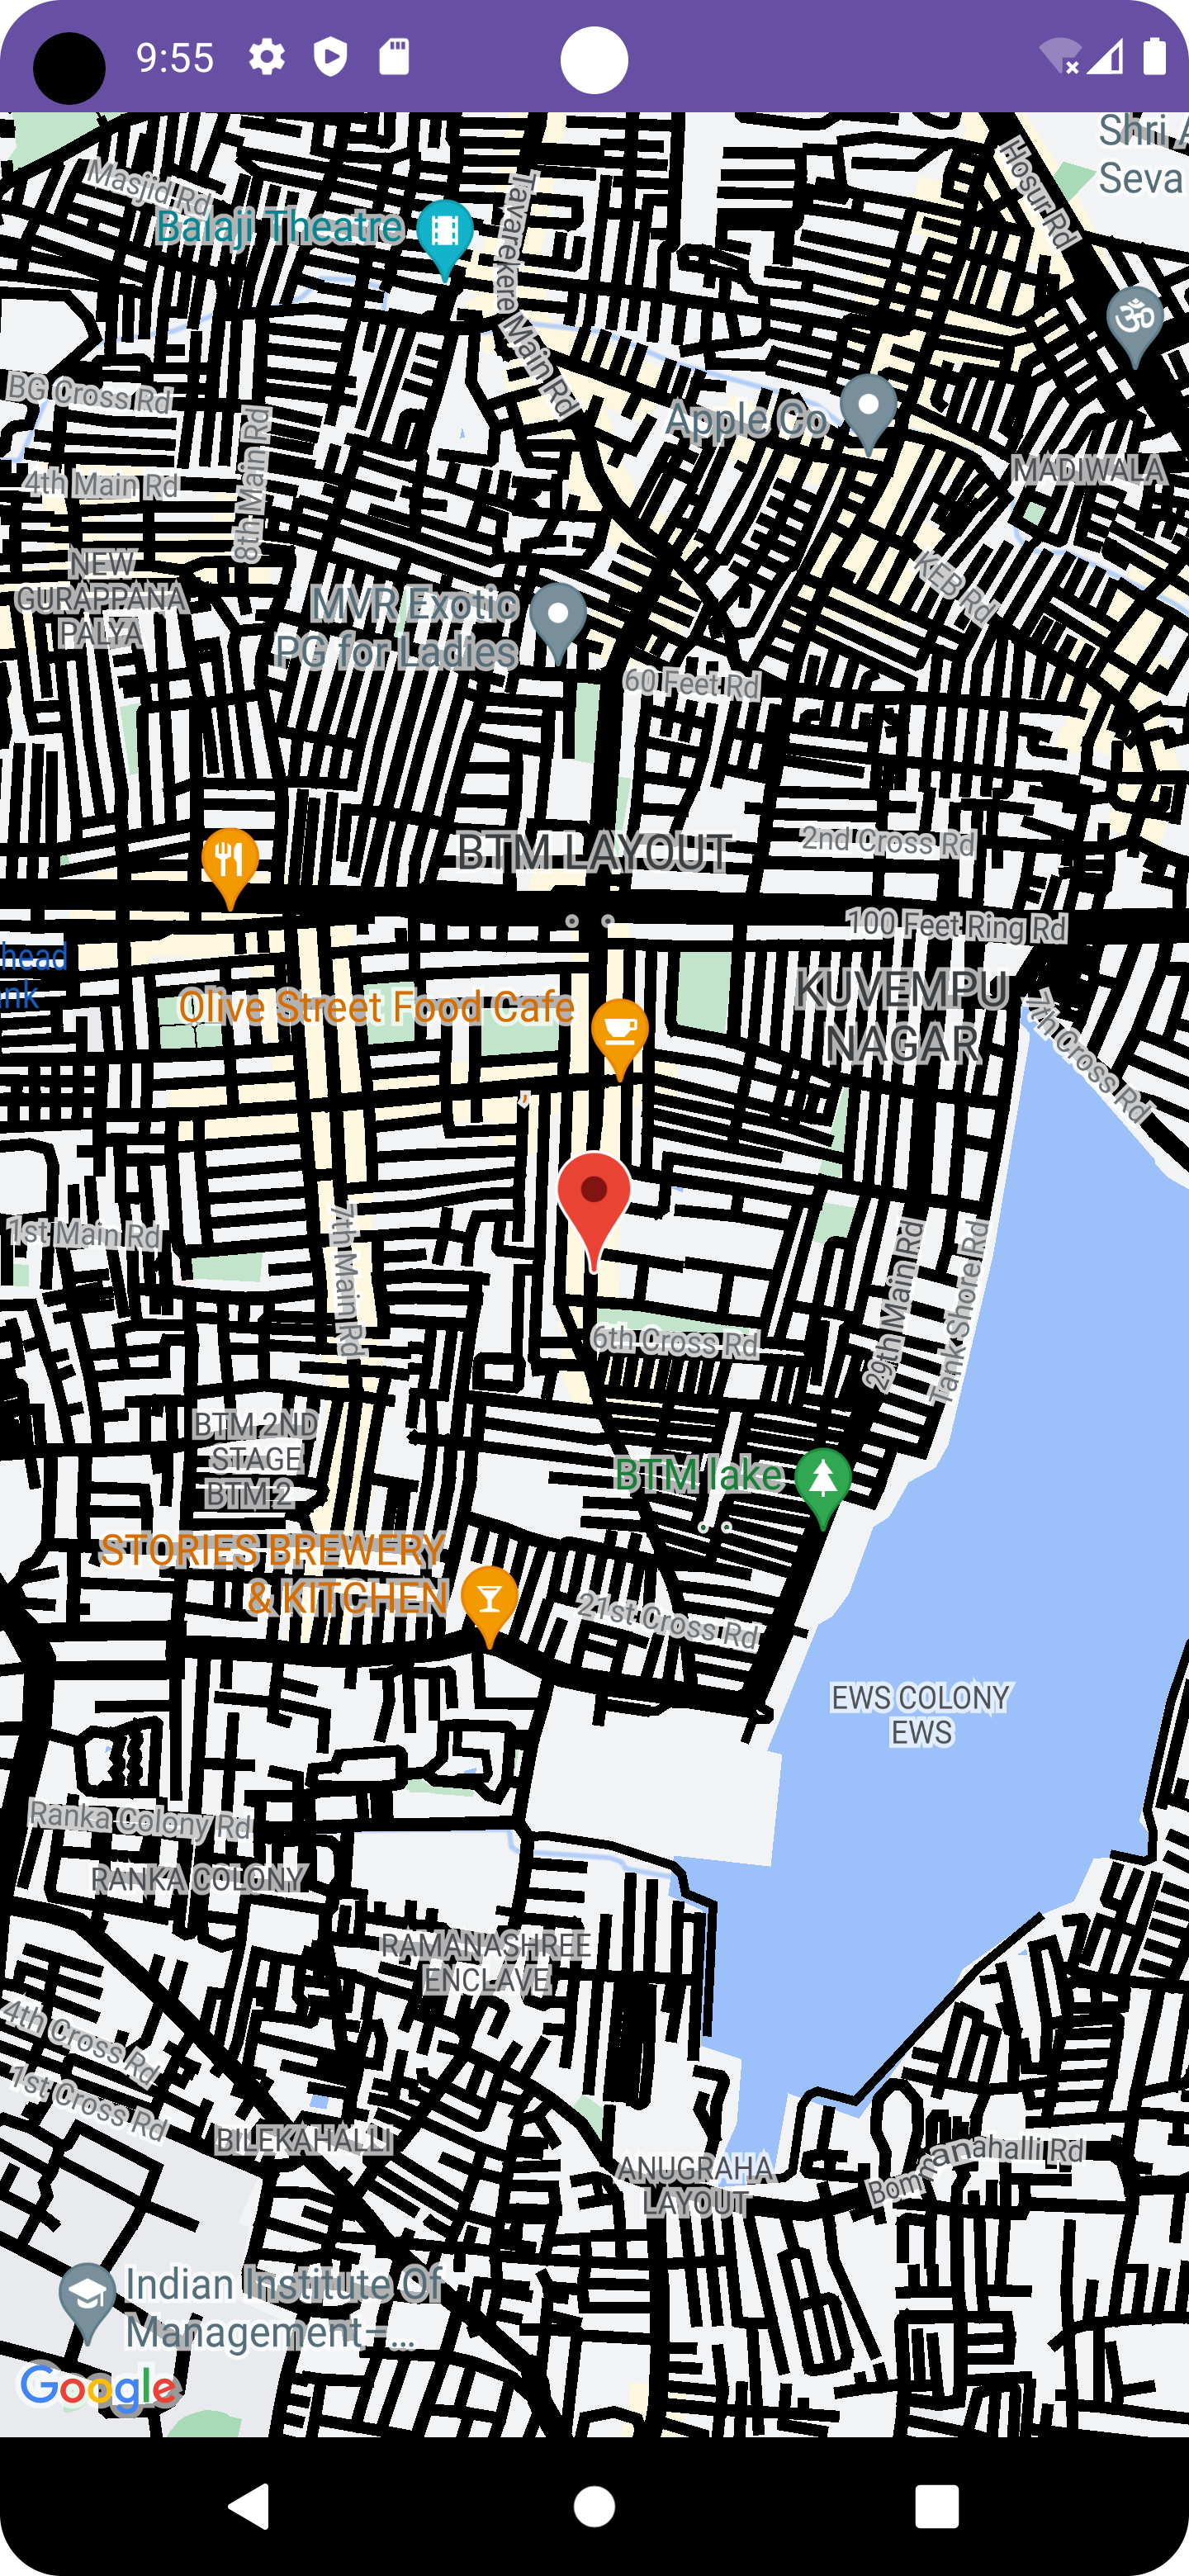 9:55
Shri
Seva
Masjid Rd
Balaji Theatre
Tavarekere Main Rd
Hosur Rd
BG Cross Rd
8th Main Rd
Apple Co
MADIWALA
4th Main Rd
NEW
GURAPPANA
PALYA
KEB Rd
MVR Exotic
PG for Ladies
60 Feet Rd
BTM LAYOUT
2nd Cross Rd
100 Feet Ring Rd
head
nk
Olive Street Food Cafe
KUVEMPU
NAGAR
7th Cross Rd
1st Main Rd
7th Main Rd
29th Main Rd
Tank Shore Rd
6th Cross Rd
BTM 2ND
STAGE
BTM 2
BTM lake
STORIES BREWERY
& KITCHEN
21st Cross Rd
EWS COLONY
EWS
Ranka Colony Rd
RANKA COLONY
RAMANASHREE
ENCLAVE
4th Cross Rd
1st Cross Rd
BILEKAHALLI
ANUGRAHA
LAYOUT
Bommanahalli Rd
Indian Institute Of
Management–...
Google